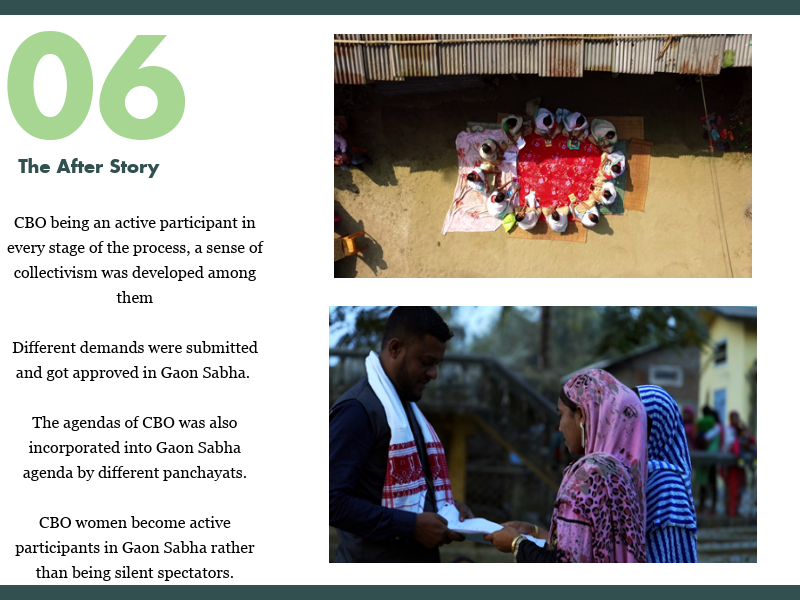 06
The After Story
CBO being an active participant in
every stage of the process, a sense of
collectivism was developed among
them
Different demands were submitted
and got approved in Gaon Sabha.
The agendas of CBO was also
incorporated into Gaon Sabha
agenda by different panchayats.
CBO women become active
participants in Gaon Sabha rather
than being silent spectators.